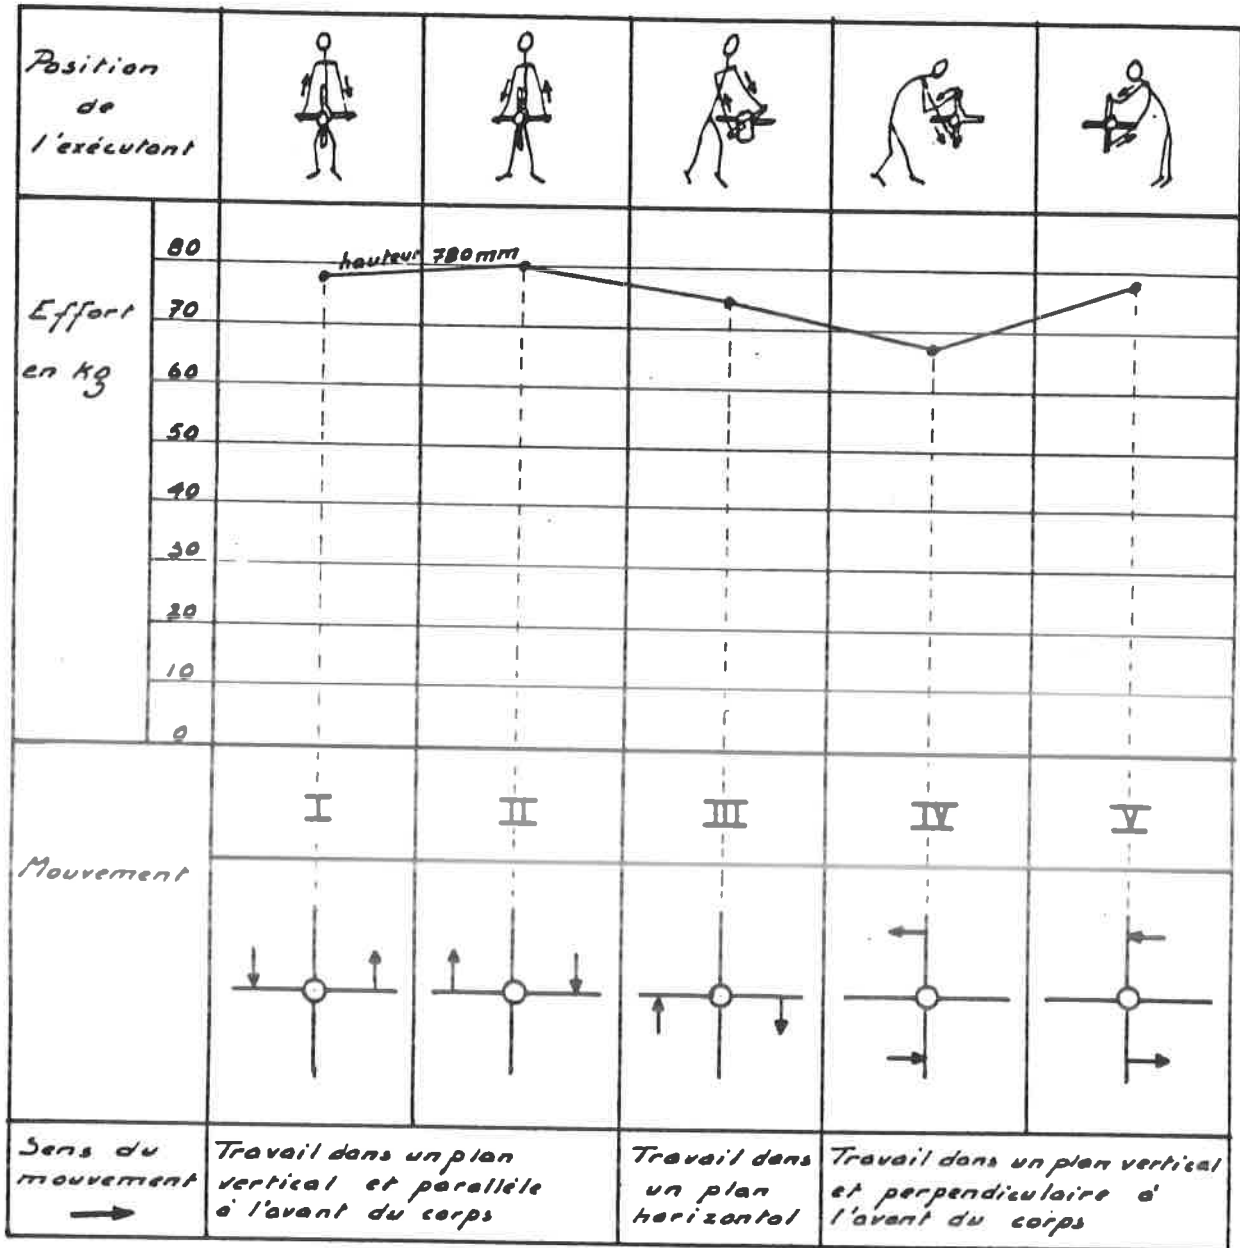 Position
de
l'exécutant
Effort
en kg
80
70
60
50
40
30
20
10
0
hauteur 780mm
Mouvement
I
II
III
IV
V
Sens du
mouvement
Travail dans un plan
vertical et parallèle
à l'avant du corps
Travail dans
un plan
horizontal
Travail dans un plan vertical
et perpendiculaire à
l'avant du corps